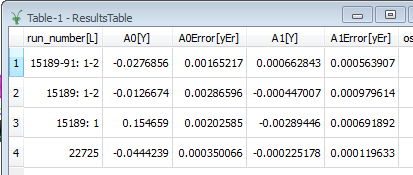 Table-1 - ResultsTable
run_number[L] A0[Y] A0Error[yEr] A1[Y] A1Error[yEr] os
1 15189-91: 1-2 -0.0276856 0.00165217 0.000662843 0.000563907
2 15189: 1-2 -0.0126674 0.00286596 -0.000447007 0.000979614
3 15189: 1 0.154659 0.00202585 -0.00289446 0.000691892
4 22725 -0.0444239 0.000350066 -0.000225178 0.000119633